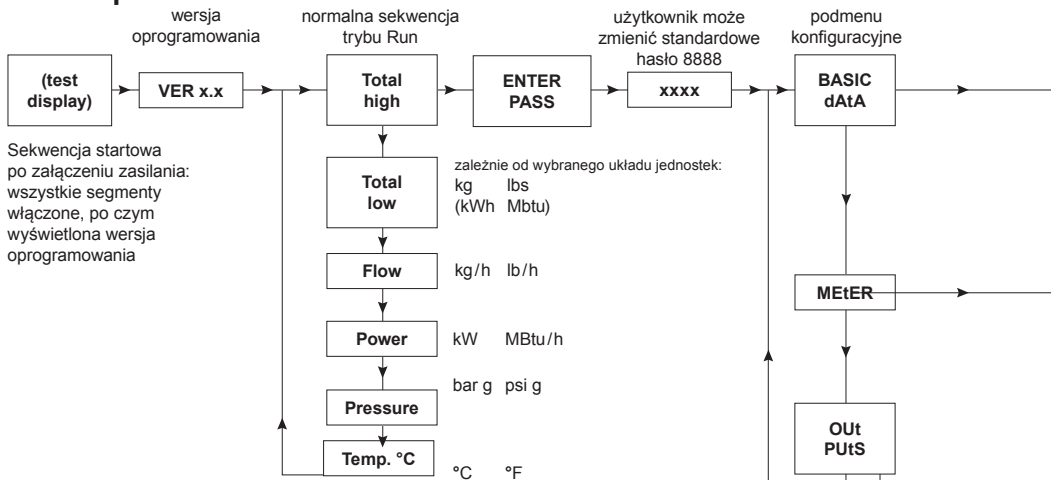 wersja
oprogramowania
normalna sekwencja
trybu Run
użytkownik może
zmienić standardowe
hasło 8888
podmenu
konfiguracyjne
(test
display)
VER x.x
Total
high
ENTER
PASS
xxxx
BASIC
dAtA
Sekwencja startowa
po załączeniu zasilania:
wszystkie segmenty
włączone, po czym
wyświetlona wersja
oprogramowania
Total
low
zależnie od wybranego układu jednostek:
kg lbs
(kWh Mbtu)
Flow
kg/h lb/h
MEtER
Power
kW MBtu/h
Pressure
bar g psi g
Temp. °C
°C °F
OUt
PUtS